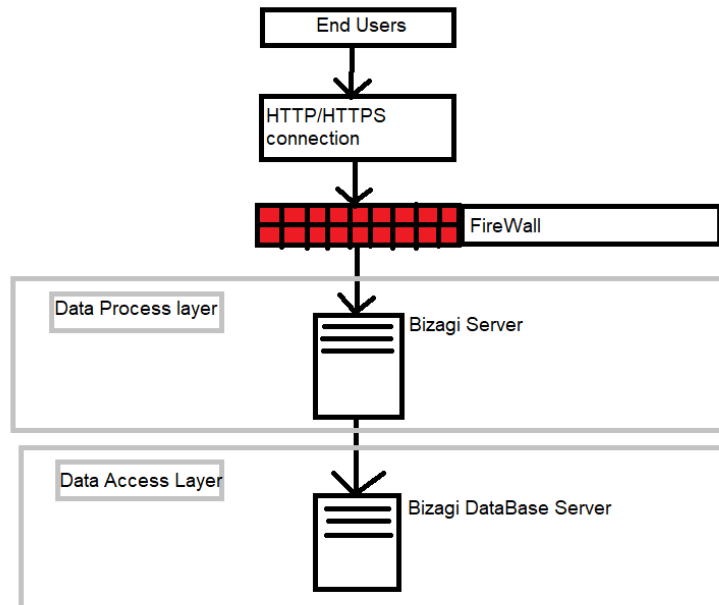 End Users
HTTP/HTTPS
connection
FireWall
Data Process layer
Bizagi Server
Data Access Layer
Bizagi DataBase Server